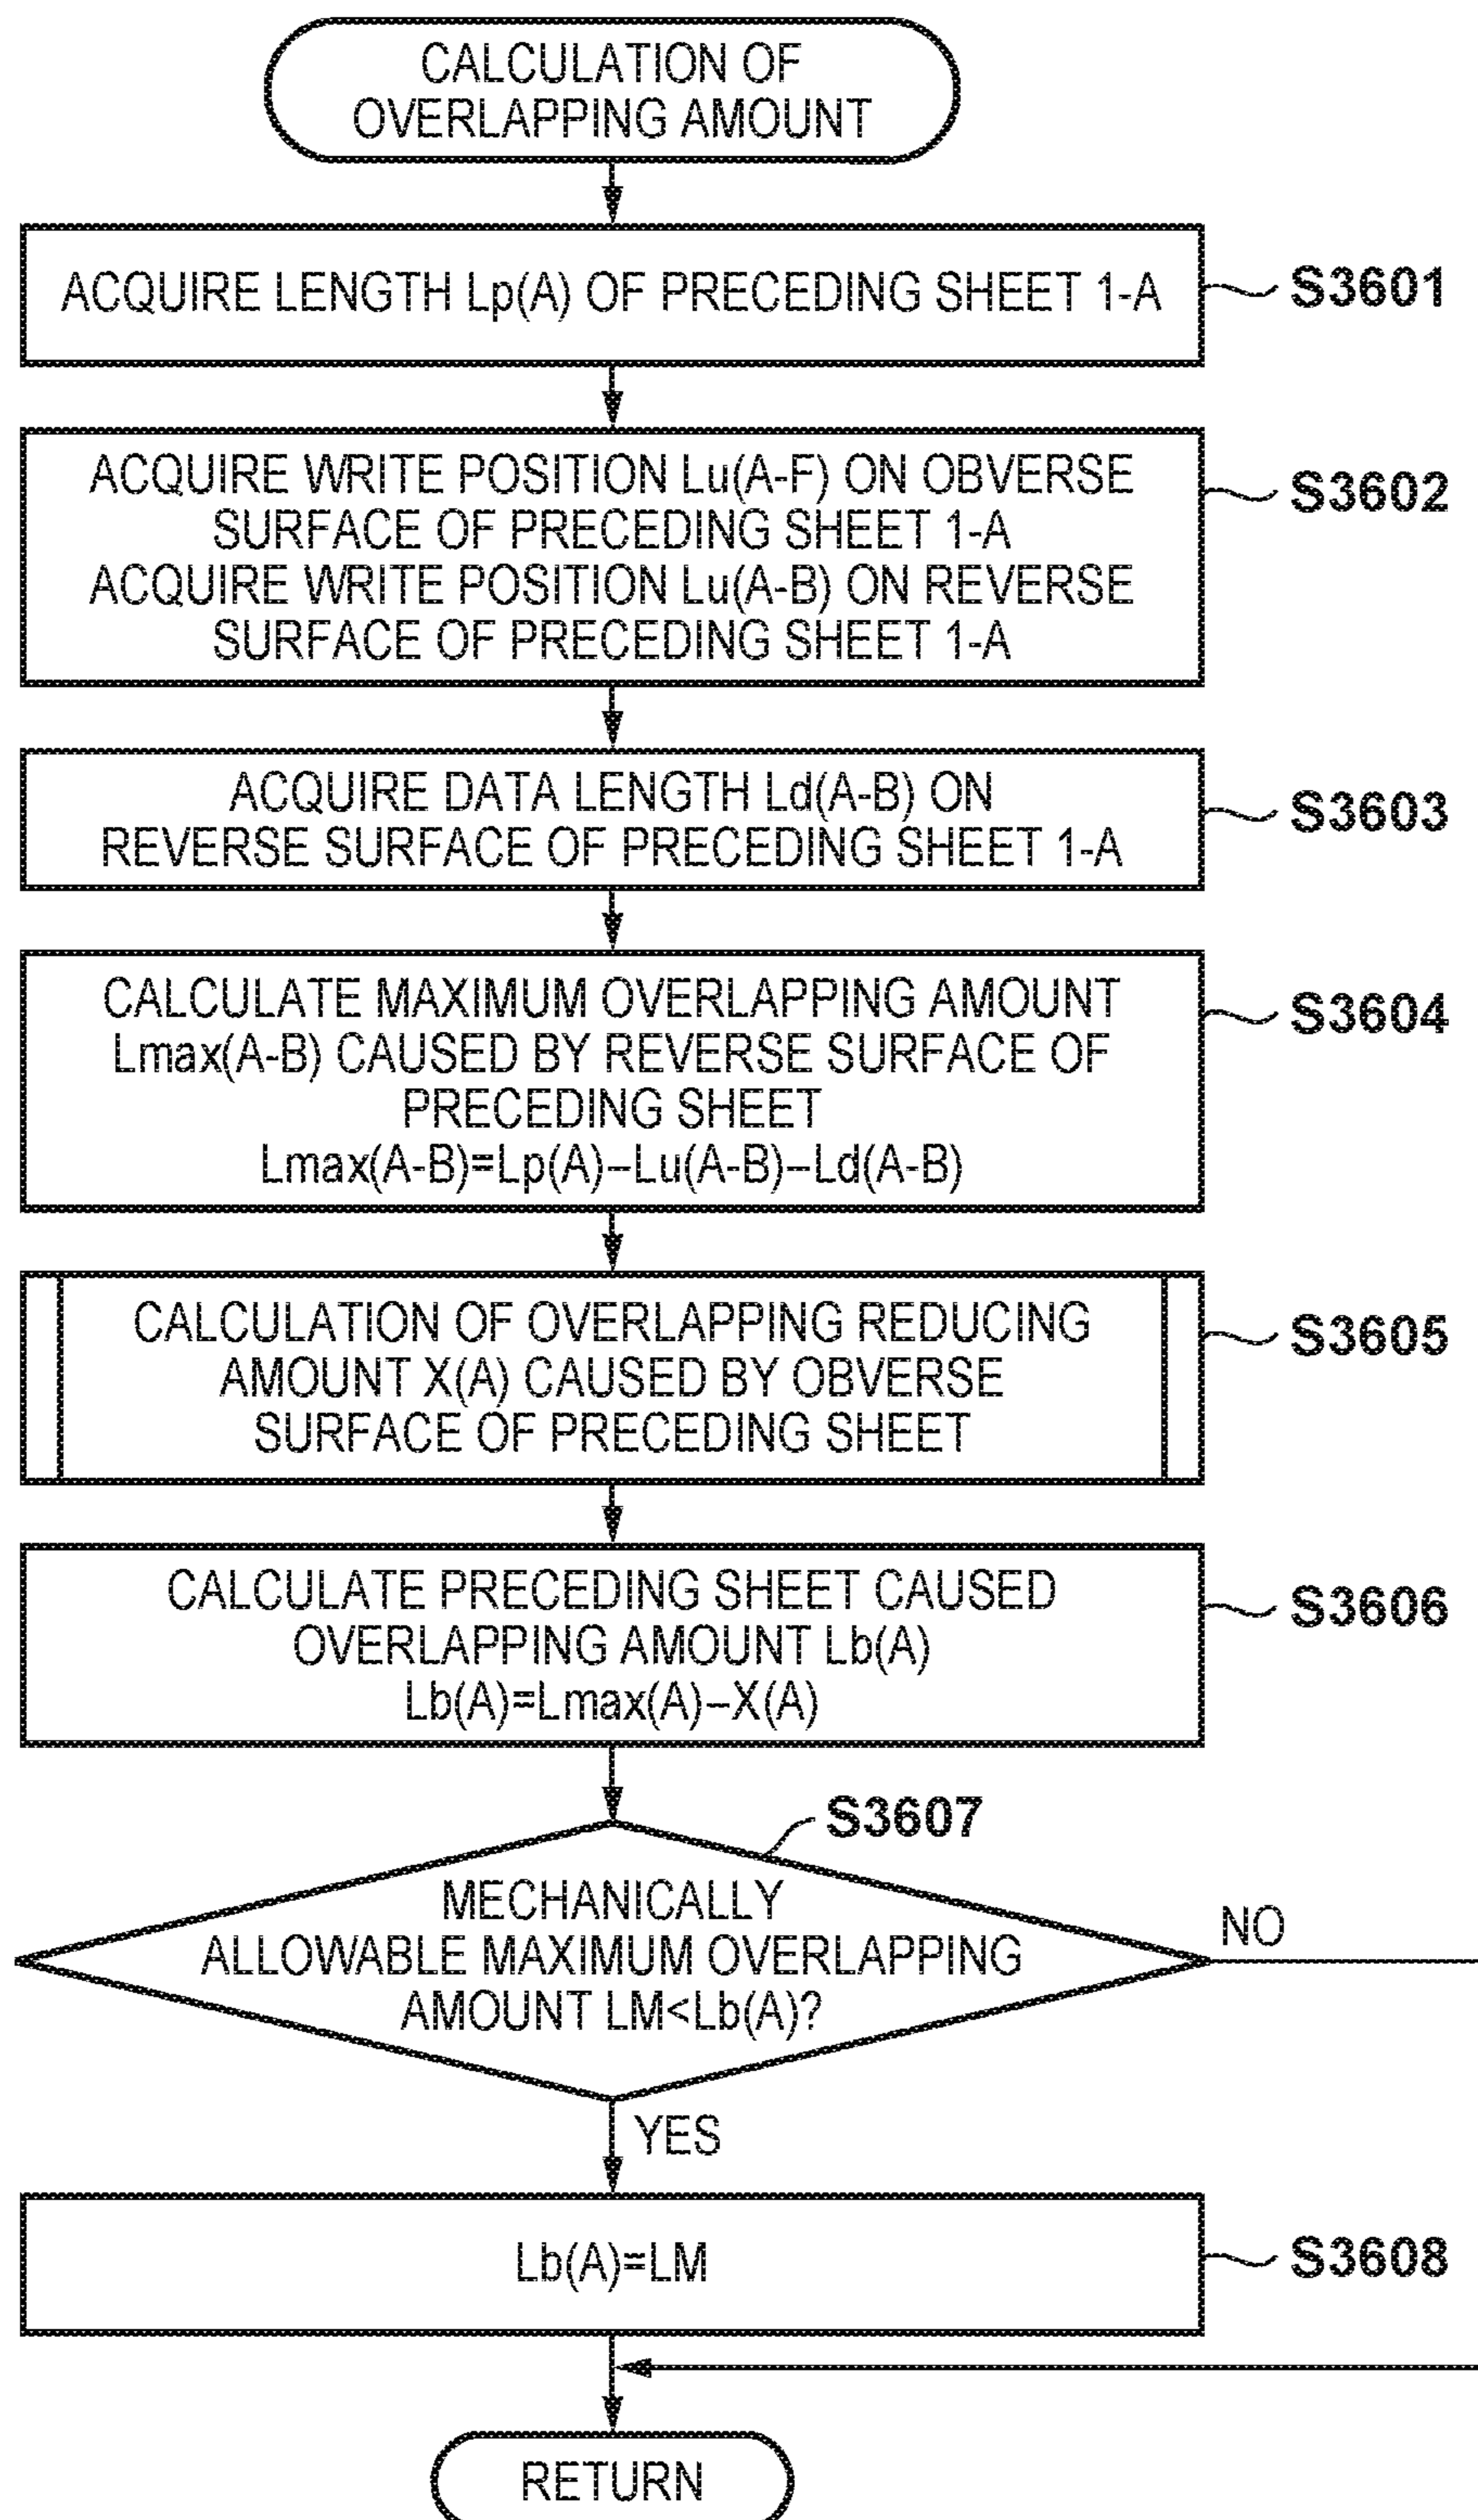 CALCULATION OF
OVERLAPPING AMOUNT
ACQUIRE LENGTH Lp(A) OF PRECEDING SHEET 1-A
S3601
ACQUIRE WRITE POSITION Lu(A-F) ON OBVERSE
SURFACE OF PRECEDING SHEET 1-A
ACQUIRE WRITE POSITION Lu(A-B) ON REVERSE
SURFACE OF PRECEDING SHEET 1-A
S3602
ACQUIRE DATA LENGTH Ld(A-B) ON
REVERSE SURFACE OF PRECEDING SHEET 1-A
S3603
CALCULATE MAXIMUM OVERLAPPING AMOUNT
Lmax(A-B) CAUSED BY REVERSE SURFACE OF
PRECEDING SHEET
Lmax(A-B)=Lp(A)–Lu(A-B)–Ld(A-B)
S3604
CALCULATION OF OVERLAPPING REDUCING
AMOUNT X(A) CAUSED BY OBVERSE
SURFACE OF PRECEDING SHEET
S3605
CALCULATE PRECEDING SHEET CAUSED
OVERLAPPING AMOUNT Lb(A)
Lb(A)=Lmax(A)–X(A)
S3606
S3607
MECHANICALLY
ALLOWABLE MAXIMUM OVERLAPPING
AMOUNT LM<Lb(A)?
NO
YES
Lb(A)=LM
S3608
RETURN